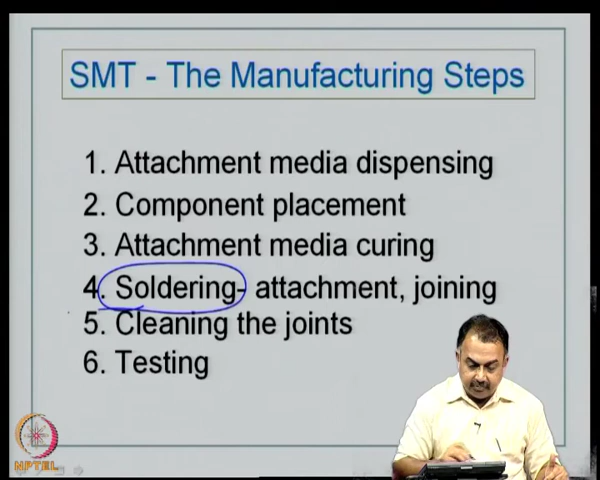 SMT - The Manufacturing Steps
1. Attachment media dispensing
2. Component placement
3. Attachment media curing
4. Soldering- attachment, joining
5. Cleaning the joints
6. Testing
NPTEL